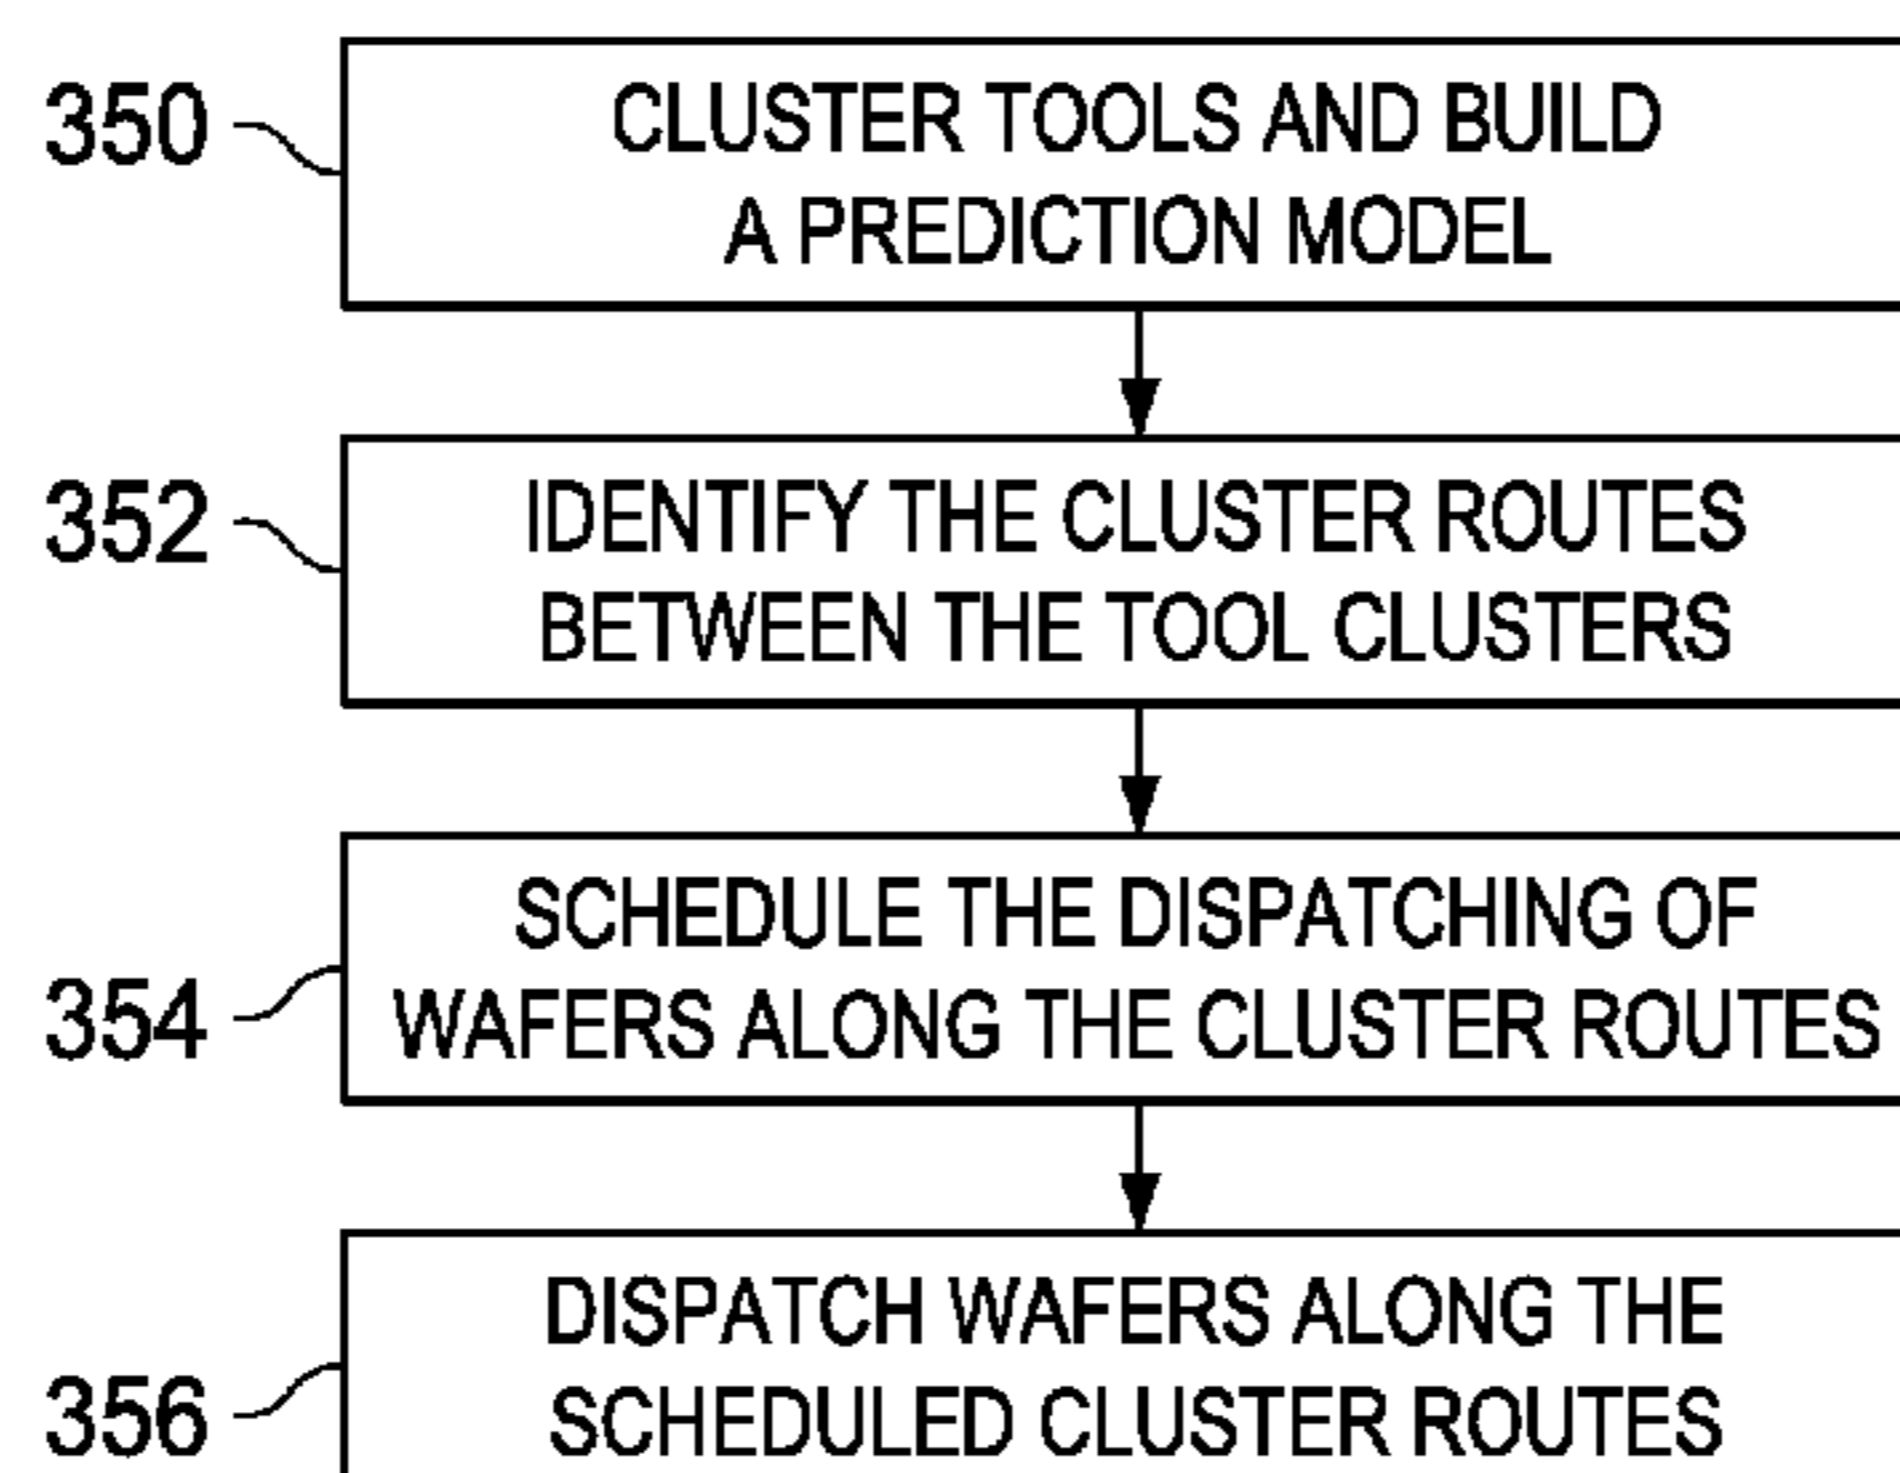 350
CLUSTER TOOLS AND BUILD
A PREDICTION MODEL
352
IDENTIFY THE CLUSTER ROUTES
BETWEEN THE TOOL CLUSTERS
354
SCHEDULE THE DISPATCHING OF
WAFERS ALONG THE CLUSTER ROUTES
356
DISPATCH WAFERS ALONG THE
SCHEDULED CLUSTER ROUTES